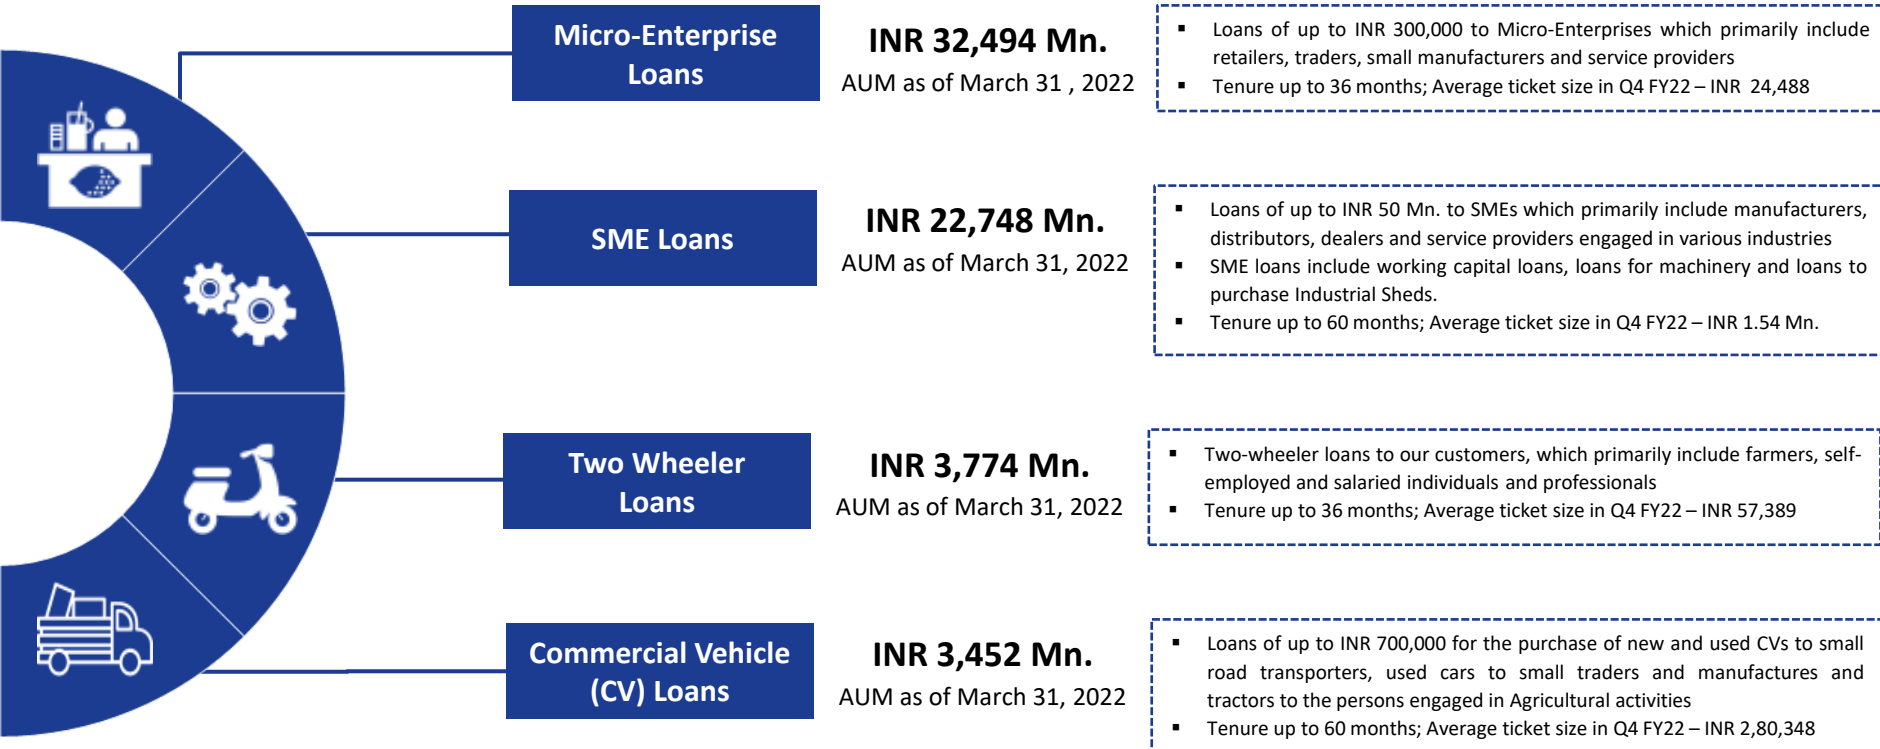 Micro-Enterprise
Loans
INR 32,494 Mn.
AUM as of March 31 , 2022
▪ Loans of up to INR 300,000 to Micro-Enterprises which primarily include
retailers, traders, small manufacturers and service providers
▪ Tenure up to 36 months; Average ticket size in Q4 FY22 – INR 24,488
SME Loans
INR 22,748 Mn.
AUM as of March 31, 2022
▪ Loans of up to INR 50 Mn. to SMEs which primarily include manufacturers,
distributors, dealers and service providers engaged in various industries
▪ SME loans include working capital loans, loans for machinery and loans to
purchase Industrial Sheds.
▪ Tenure up to 60 months; Average ticket size in Q4 FY22 – INR 1.54 Mn.
Two Wheeler
Loans
INR 3,774 Mn.
AUM as of March 31, 2022
▪ Two-wheeler loans to our customers, which primarily include farmers, self-
employed and salaried individuals and professionals
▪ Tenure up to 36 months; Average ticket size in Q4 FY22 – INR 57,389
Commercial Vehicle
(CV) Loans
INR 3,452 Mn.
AUM as of March 31, 2022
▪ Loans of up to INR 700,000 for the purchase of new and used CVs to small
road transporters, used cars to small traders and manufactures and
tractors to the persons engaged in Agricultural activities
▪ Tenure up to 60 months; Average ticket size in Q4 FY22 – INR 2,80,348